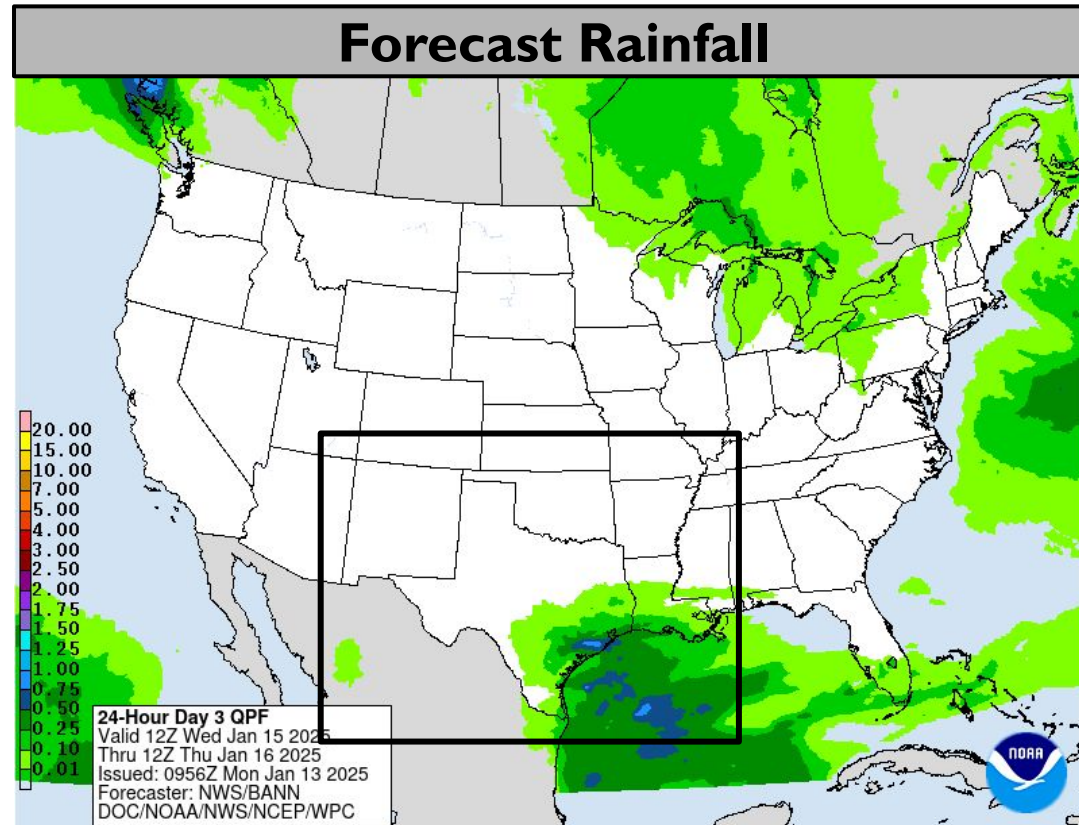 Forecast Rainfall
20.00
15.00
10.00
7.00
5.00
4.00
3.00
2.50
2.00
1.75
1.50
1.25
1.00
0.75
0.50
0.25
0.10
0.01
24-Hour Day 3 QPF
Valid 12Z Wed Jan 15 2025
Thru 12Z Thu Jan 16 2025
Issued: 0956Z Mon Jan 13 2025
Forecaster: NWS/BANN
DOC/NOAA/NWS/NCEP/WPC
NOAA